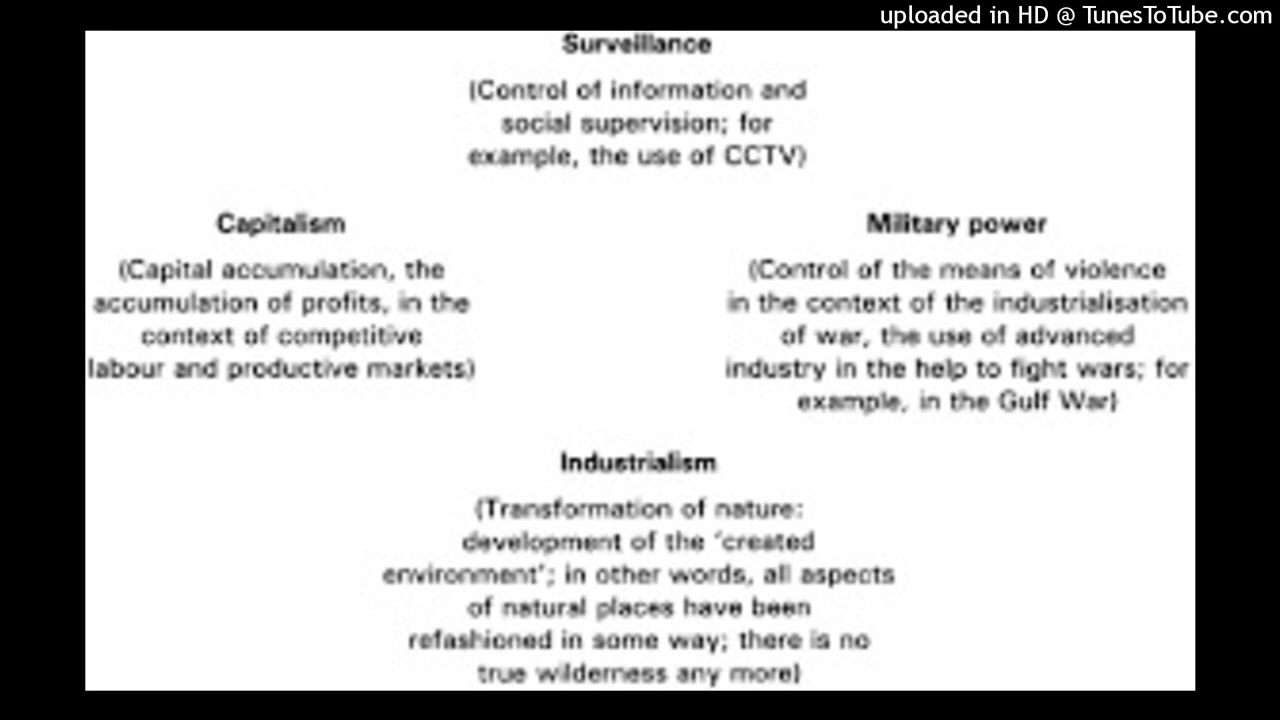 uploaded in HD @ TunesToTube.com
Surveillance
(Control of information and
social supervision; for
example, the use of CCTV)
Capitalism
(Capital accumulation, the
accumulation of profits, in the
context of competitive
labour and productive markets)
Military power
(Control of the means of violence
in the context of the industrialisation
of war, the use of advanced
industry in the help to fight wars; for
example, in the Gulf War)
Industrialism
(Transformation of nature:
development of the 'created
environment'; in other words, all aspects
of natural places have been
refashioned in some way; there is no
true wilderness any more)